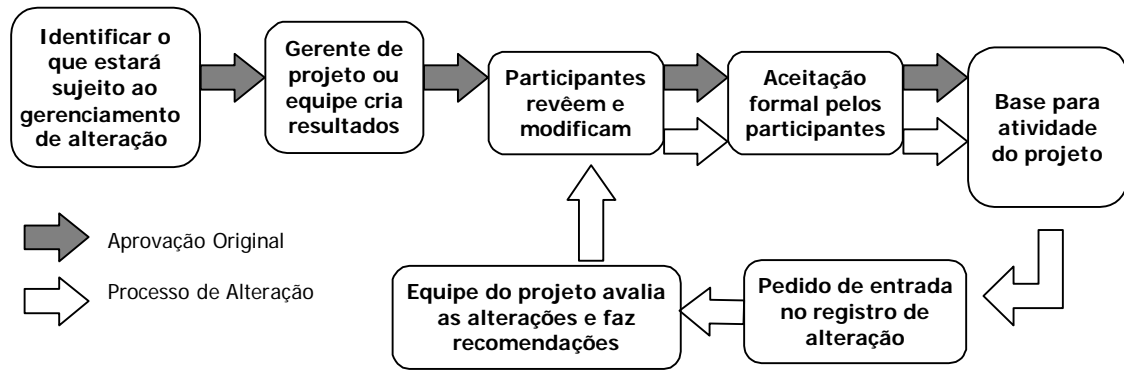 Identificar o
que estará
sujeito ao
gerenciamento
de alteração
Gerente de
projeto ou
equipe cria
resultados
Participantes
revêem e
modificam
Aceitação
formal pelos
participantes
Base para
atividade
do projeto
Aprovação Original
Processo de Alteração
Equipe do projeto avalia
as alterações e faz
recomendações
Pedido de entrada
no registro de
alteração